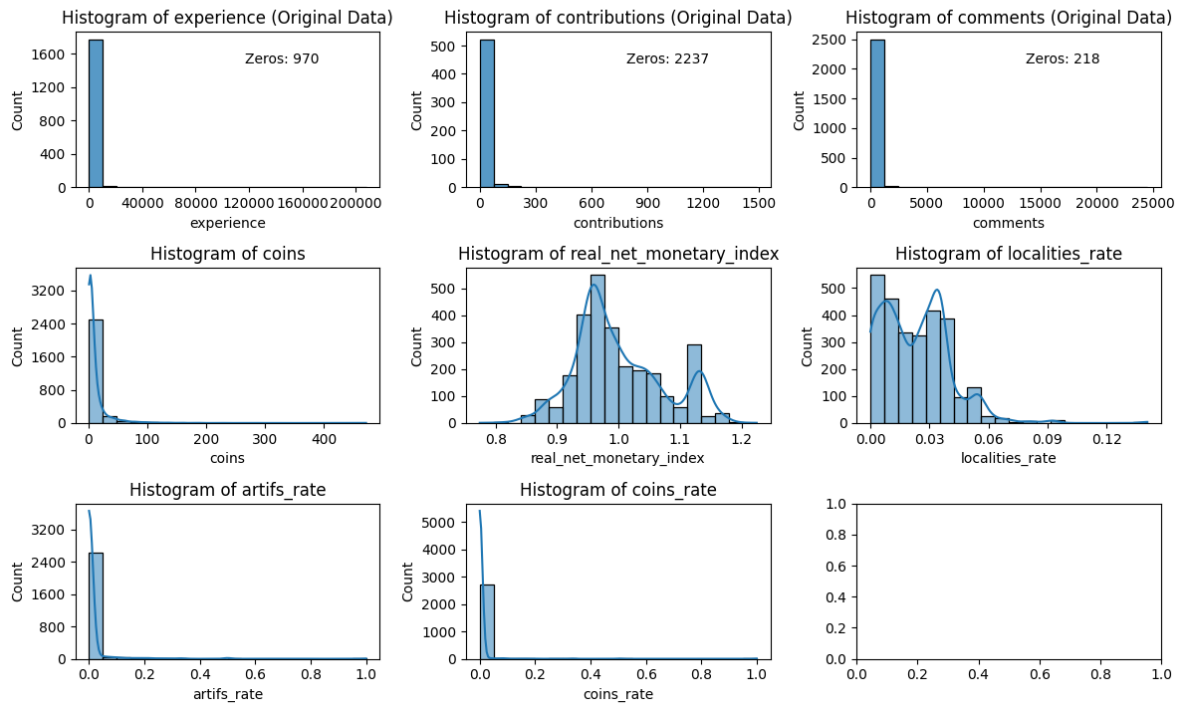 Histogram of experience (Original Data)
Count
1600
1200
800
400
0
Zeros: 970
0 40000 80000 120000 160000 200000
experience
Histogram of contributions (Original Data)
Count
500
400
300
200
100
0
Zeros: 2237
0 300 600 900 1200 1500
contributions
Histogram of comments (Original Data)
Count
2500
2000
1500
1000
500
0
Zeros: 218
0 5000 10000 15000 20000 25000
comments
Histogram of coins
Count
3200
2400
1600
800
0
0 100 200 300 400
coins
Histogram of real_net_monetary_index
Count
500
400
300
200
100
0
0.8 0.9 1.0 1.1 1.2
real_net_monetary_index
Histogram of localities_rate
Count
500
400
300
200
100
0
0.00 0.03 0.06 0.09 0.12
localities_rate
Histogram of artifs_rate
Count
3200
2400
1600
800
0
0.0 0.2 0.4 0.6 0.8 1.0
artifs_rate
Histogram of coins_rate
Count
5000
4000
3000
2000
1000
0
0.0 0.2 0.4 0.6 0.8 1.0
coins_rate
1.0
0.8
0.6
0.4
0.2
0.0
0.0 0.2 0.4 0.6 0.8 1.0